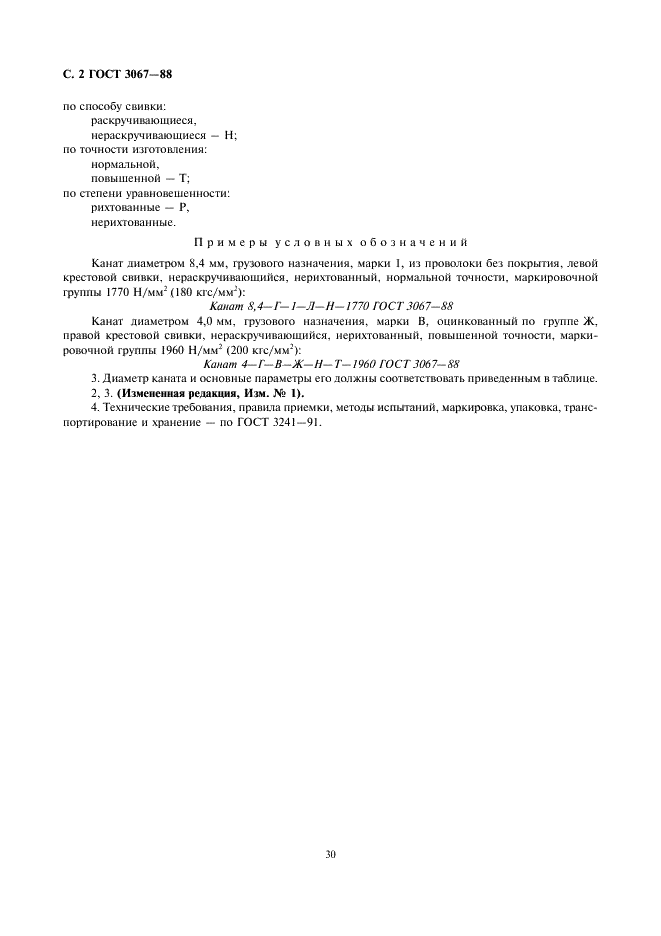 С. 2 ГОСТ 3067—88
по способу свивки:
раскручивающиеся,
нераскручивающиеся — Н;
по точности изготовления:
нормальной,
повышенной — Т;
по степени уравновешенности:
рихтованные — Р,
нерихтованные.
Примеры условных обозначений
Канат диаметром 8,4 мм, грузового назначения, марки 1, из проволоки без покрытия, левой
крестовой свивки, нераскручивающийся, нерихтованный, нормальной точности, маркировочной
группы 1770 Н/мм² (180 кгс/мм²):
Канат 8,4—Г—1—Л—Н—1770 ГОСТ 3067—88
Канат диаметром 4,0 мм, грузового назначения, марки В, оцинкованный по группе Ж,
правой крестовой свивки, нераскручивающийся, нерихтованный, повышенной точности, марки-
ровочной группы 1960 Н/мм² (200 кгс/мм²):
Канат 4—Г—В—Ж—Н—Т—1960 ГОСТ 3067—88
3. Диаметр каната и основные параметры его должны соответствовать приведенным в таблице.
2, 3. (Измененная редакция, Изм. № 1).
4. Технические требования, правила приемки, методы испытаний, маркировка, упаковка, транс-
портирование и хранение — по ГОСТ 3241—91.
30